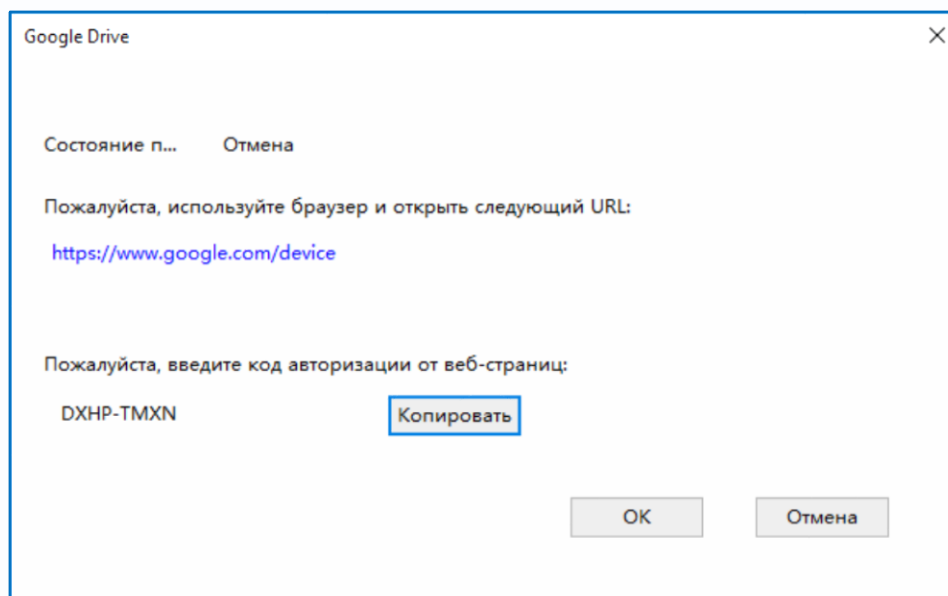 Google Drive
Состояние п... Отмена
Пожалуйста, используйте браузер и открыть следующий URL:
https://www.google.com/device
Пожалуйста, введите код авторизации от веб-страниц:
DXHP-TMXN Копировать
OK Отмена